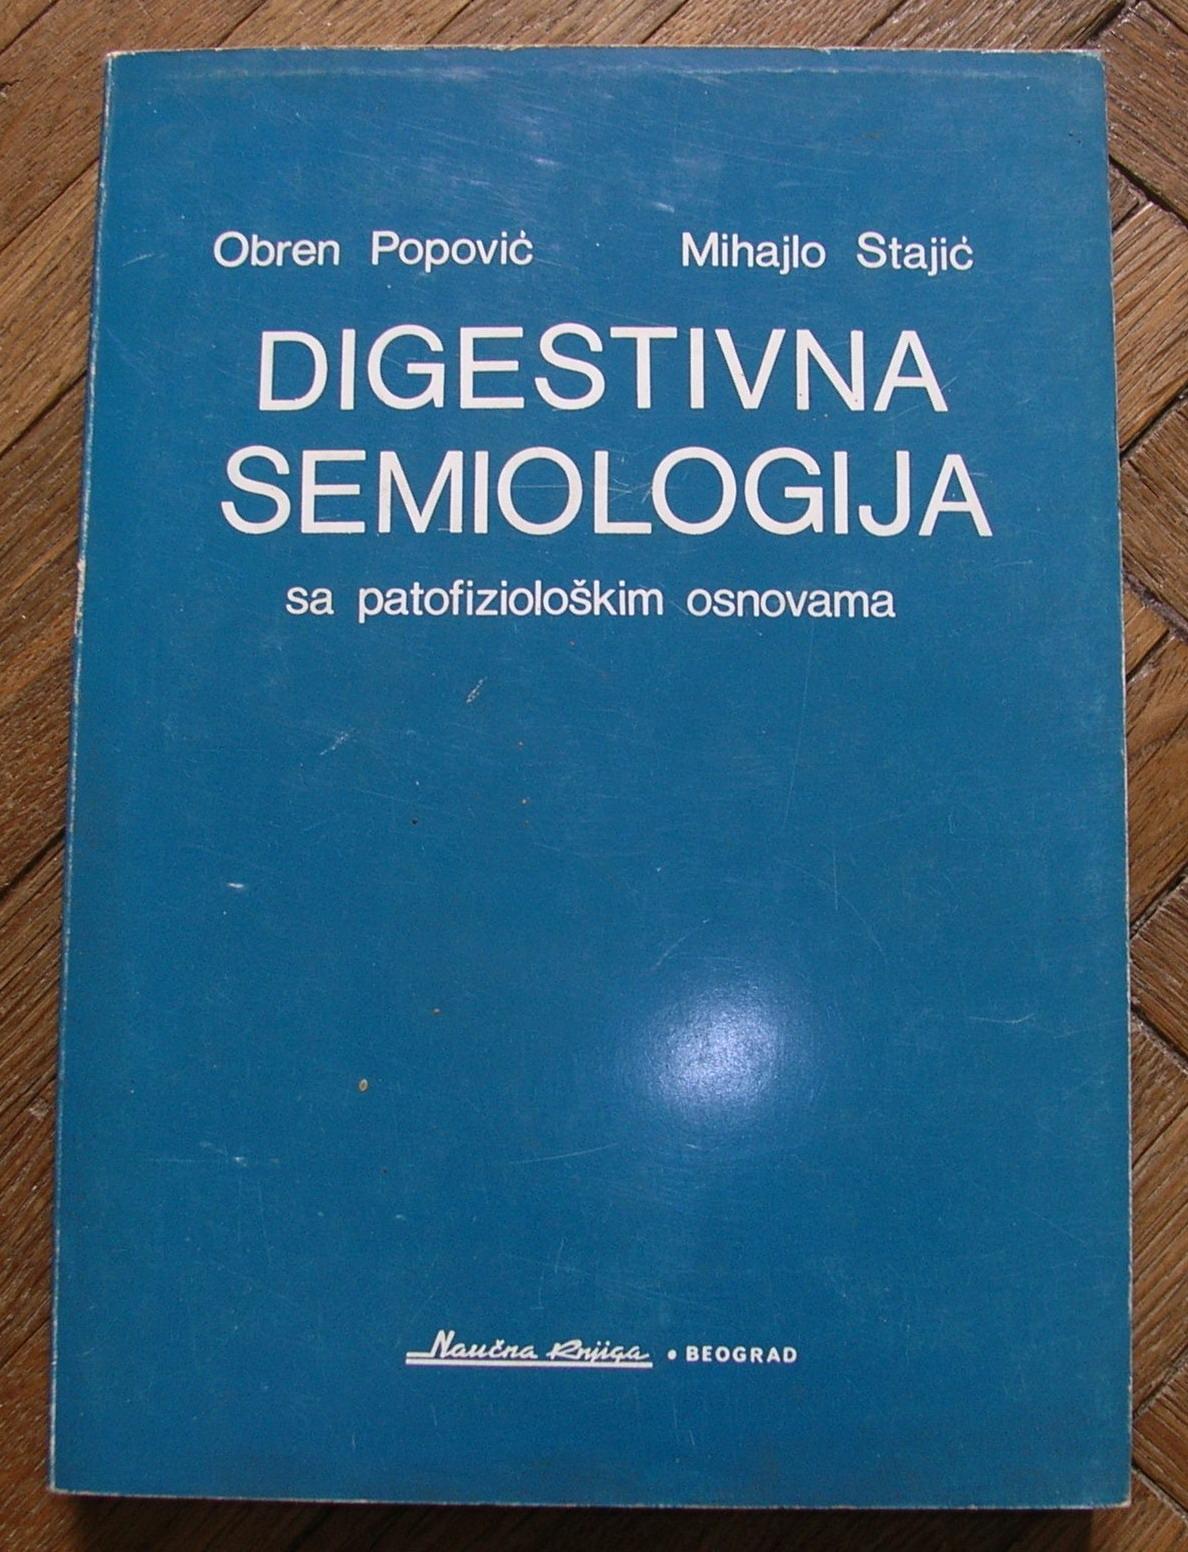 Obren Popović Mihajlo Stajić
DIGESTIVNA
SEMIOLOGIJA
sa patofiziološkim osnovama
Naučna Knjiga • BEOGRAD